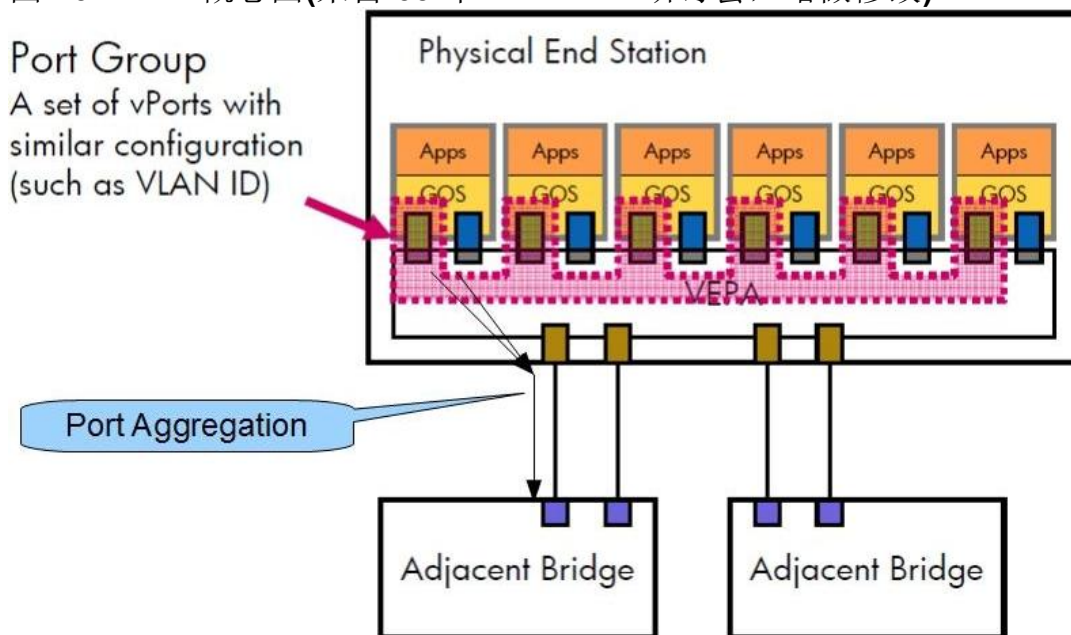 Port Group
A set of vPorts with
similar configuration
(such as VLAN ID)
Physical End Station
Apps
Apps
Apps
Apps
Apps
Apps
GOS
GOS
GOS
GOS
GOS
GOS
VEPA
Port Aggregation
Adjacent Bridge
Adjacent Bridge